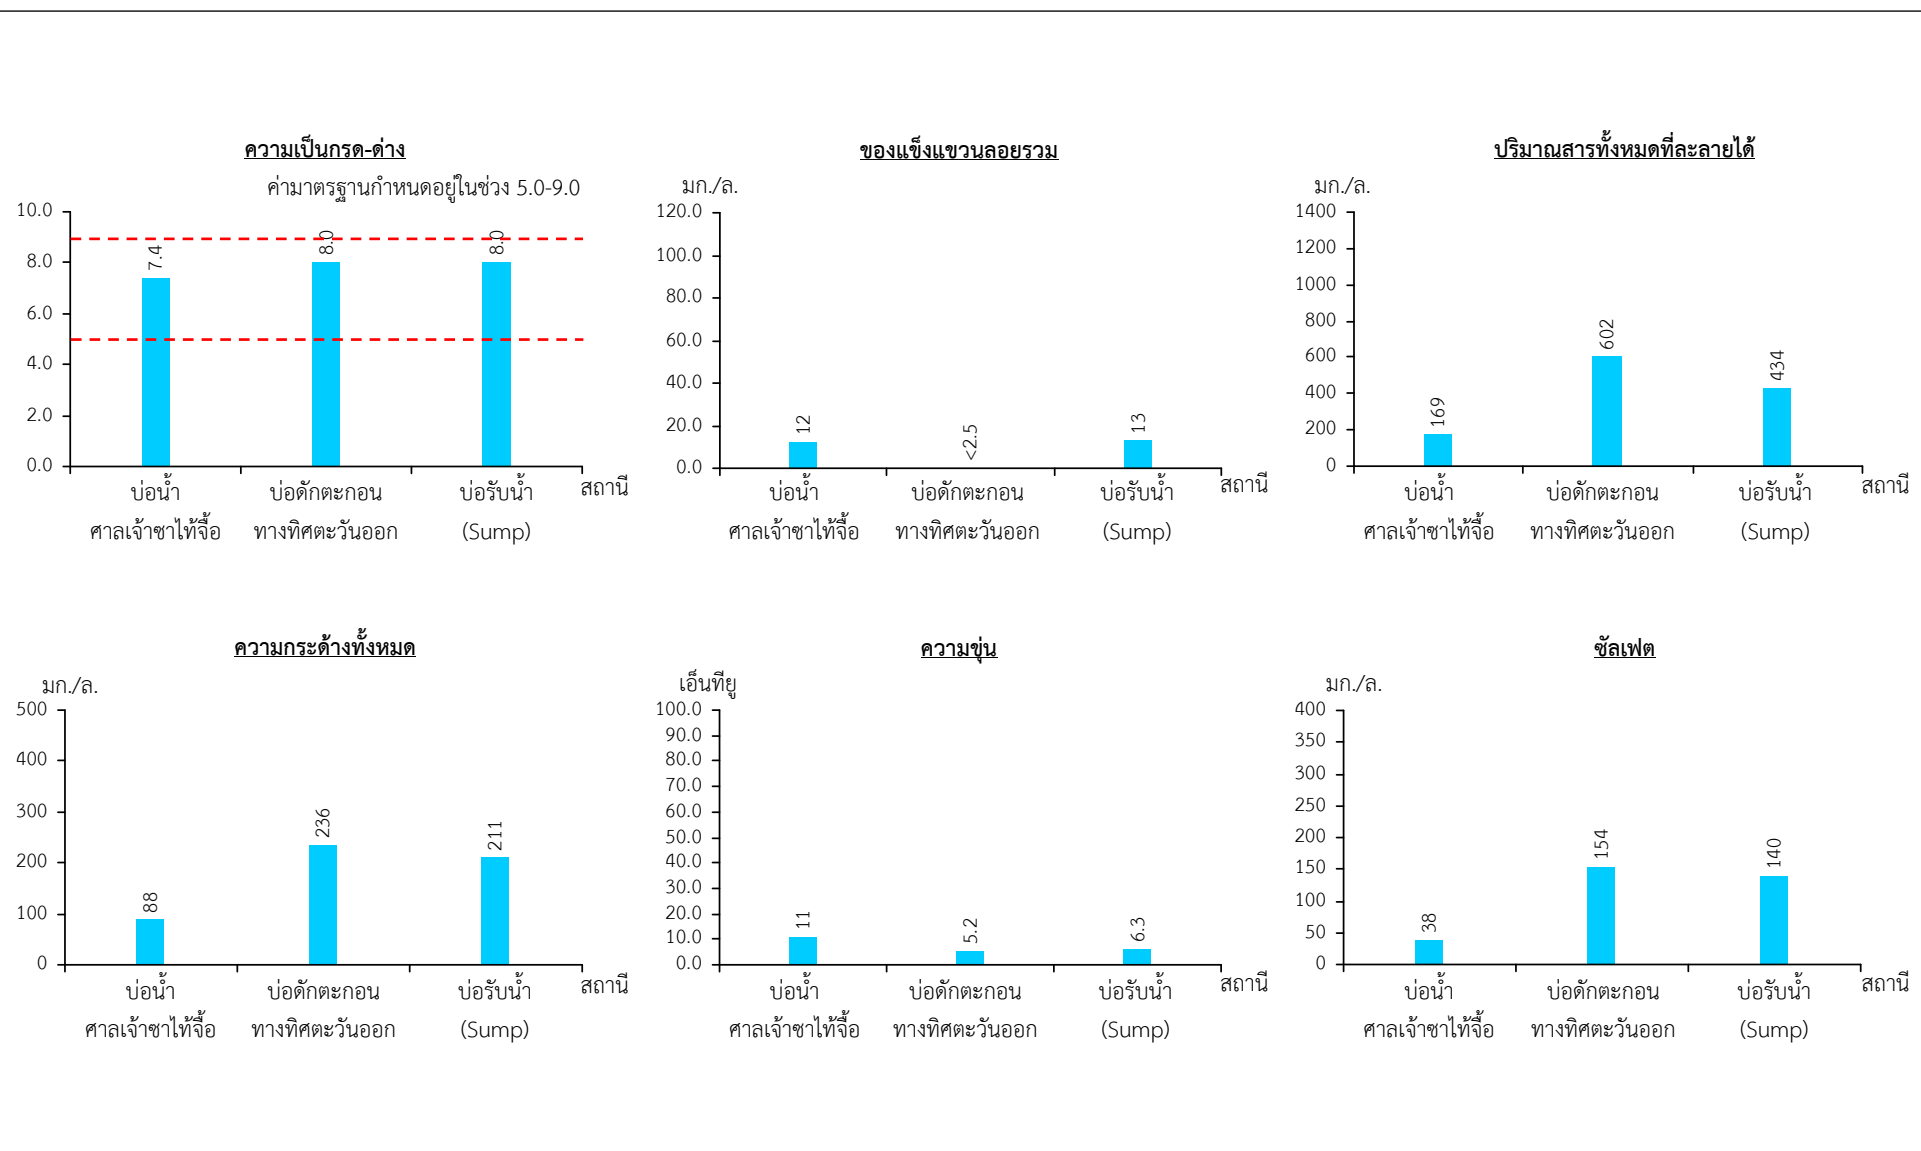 ความเป็นกรด-ด่าง
ค่ามาตรฐานกำหนดอยู่ในช่วง 5.0-9.0
10.0
8.0
6.0
4.0
2.0
0.0
7.4
8.0
8.0
บ่อน้ำ บ่อดักตะกอน บ่อรับน้ำ สถานี
ศาลเจ้าซาไท้จื้อ ทางทิศตะวันออก (Sump)
ของแข็งแขวนลอยรวม
มก./ล.
120.0
100.0
80.0
60.0
40.0
20.0
0.0
12
<2.5
13
บ่อน้ำ บ่อดักตะกอน บ่อรับน้ำ สถานี
ศาลเจ้าซาไท้จื้อ ทางทิศตะวันออก (Sump)
ปริมาณสารทั้งหมดที่ละลายได้
มก./ล.
1400
1200
1000
800
600
400
200
0
169
602
434
บ่อน้ำ บ่อดักตะกอน บ่อรับน้ำ สถานี
ศาลเจ้าซาไท้จื้อ ทางทิศตะวันออก (Sump)
ความกระด้างทั้งหมด
มก./ล.
500
400
300
200
100
0
88
236
211
บ่อน้ำ บ่อดักตะกอน บ่อรับน้ำ สถานี
ศาลเจ้าซาไท้จื้อ ทางทิศตะวันออก (Sump)
ความขุ่น
เอ็นทียู
100.0
90.0
80.0
70.0
60.0
50.0
40.0
30.0
20.0
10.0
0.0
11
5.2
6.3
บ่อน้ำ บ่อดักตะกอน บ่อรับน้ำ สถานี
ศาลเจ้าซาไท้จื้อ ทางทิศตะวันออก (Sump)
ซัลเฟต
มก./ล.
400
350
300
250
200
150
100
50
0
38
154
140
บ่อน้ำ บ่อดักตะกอน บ่อรับน้ำ สถานี
ศาลเจ้าซาไท้จื้อ ทางทิศตะวันออก (Sump)